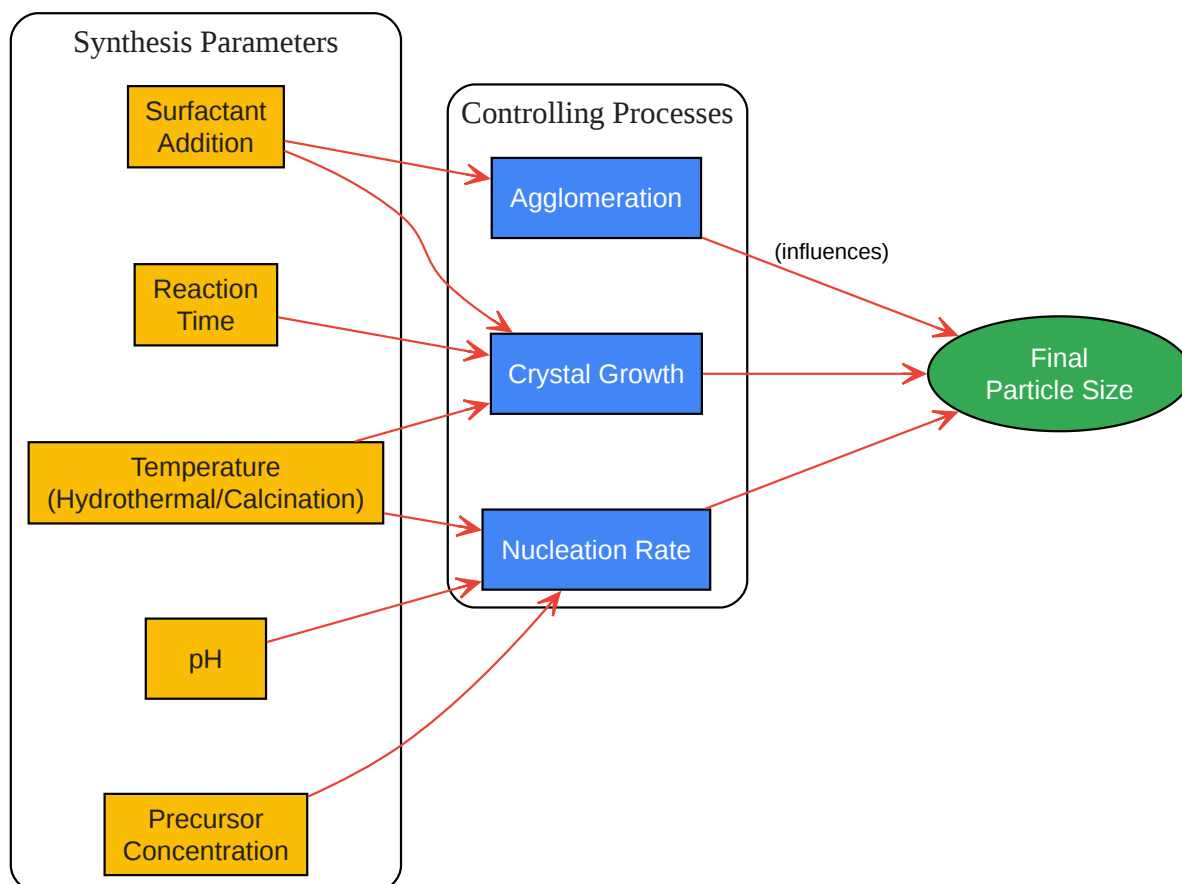 Synthesis Parameters
Surfactant
Addition
Reaction
Time
Temperature
(Hydrothermal/Calcination)
pH
Precursor
Concentration
Controlling Processes
Agglomeration
Crystal Growth
Nucleation Rate
(influences)
Final
Particle Size